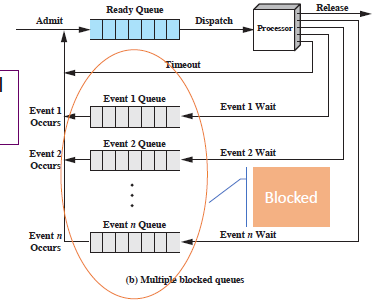 Ready Queue
Release
Admit
Dispatch
Processor
Timeout
Event 1 Queue
Event 1
Occurs
Event 1 Wait
Event 2 Queue
Event 2
Occurs
Event 2 Wait
Blocked
Event n Queue
Event n
Occurs
Event n Wait
(b) Multiple blocked queues